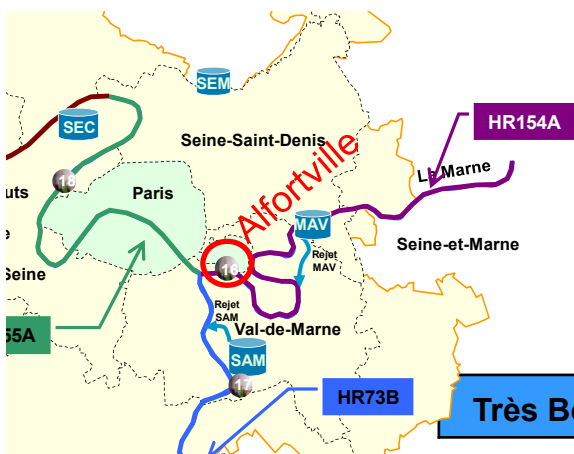 SEM
SEC
HR154A
Seine-Saint-Denis
La Marne
18
Paris
Alfortville
uts
MAV
e
Seine-et-Marne
Seine
Rejet
MAV
16
Rejet
SAM
55A
Val-de-Marne
SAM
17
HR73B
Très Bo